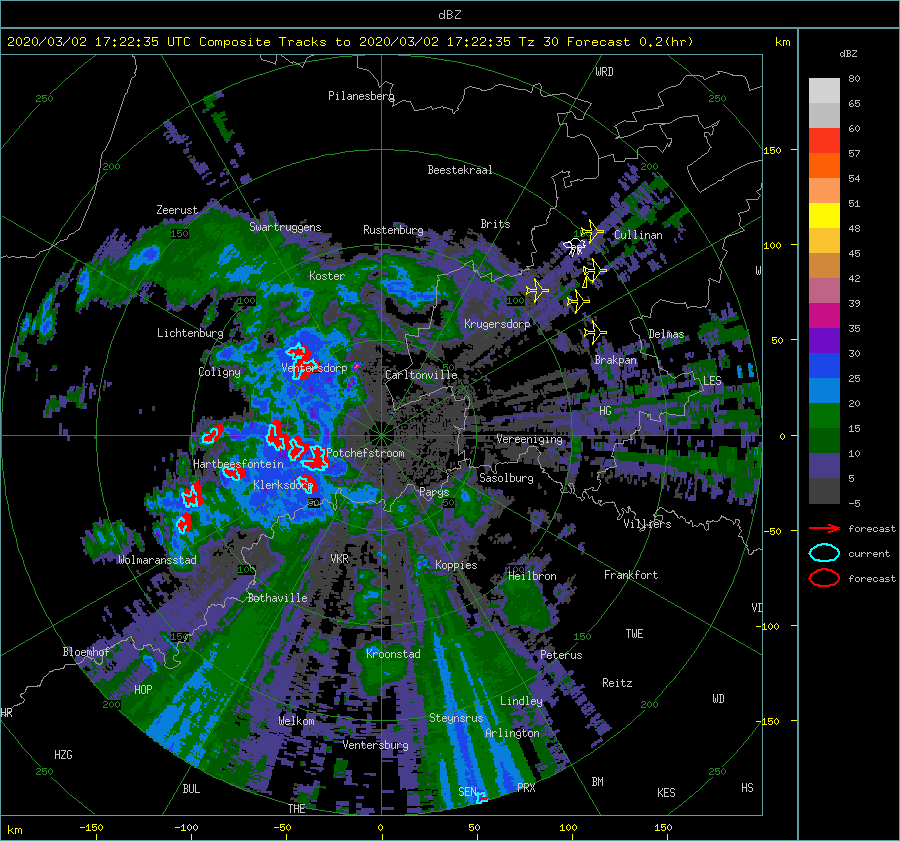 dBZ
2020/03/02 17:22:35 UTC Composite Tracks to 2020/03/02 17:22:35 Tz 30 Forecast 0.2(hr)
km
dBZ
WRD
80
250
Pilanesberg
250
65
60
150
57
200
Beestekraal
200
54
Zeerust
51
Swartruggens
Rustenburg
Brits
150
Cullinan
48
100
Koster
W
45
42
100
100
39
Lichtenburg
Krugersdorp
Delmas
35
50
30
Coligny
Ventersdorp
Carltonville
Brakpan
LES
25
20
HG
15
Vereeniging
0
10
Potchefstroom
Hartbeesfontein
Sasolburg
5
Klerksdorp
Parys
50
50
-5
Villiers
forecast
-50
Wolmaransstad
VKR
Koppies
current
100
Heilbron
100
Frankfort
forecast
Bothaville
VD
-100
150
150
TWE
Bloemhof
Kroonstad
Peterus
HOP
Reitz
200
Lindley
WD
200
HR
Welkom
Steynsrus
-150
Arlington
Ventersburg
HZG
250
250
BUL
SEN
PRX
BM
KES
HS
THE
km
-150
-100
-50
0
50
100
150